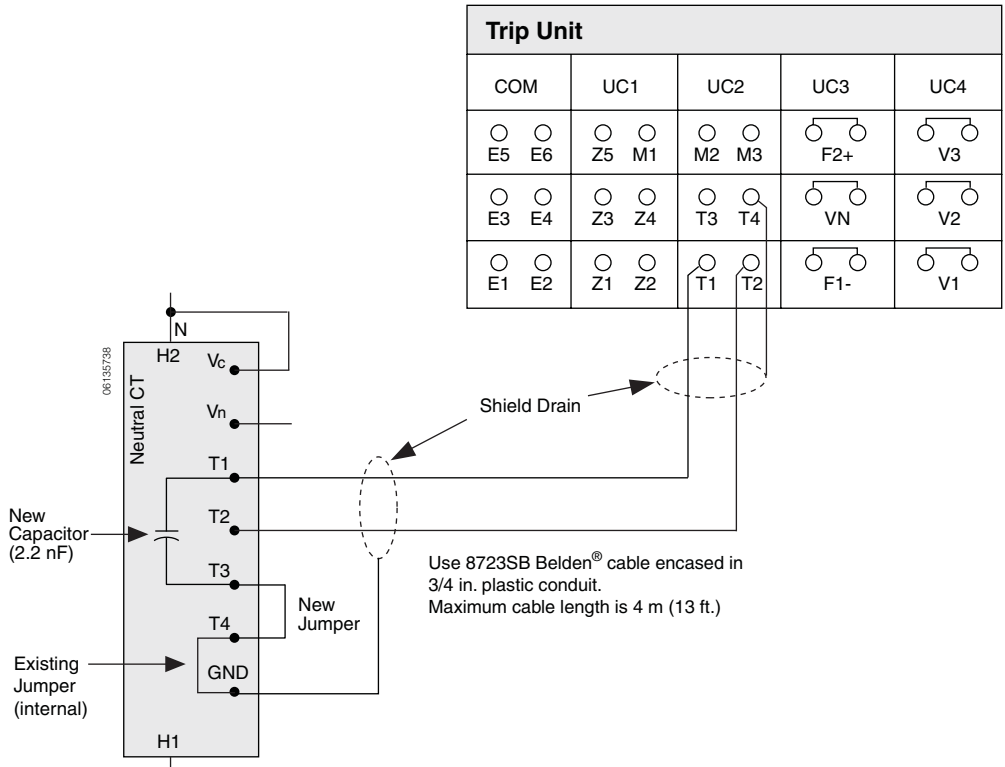 Trip Unit
COM UC1 UC2 UC3 UC4
E5 E6 Z5 M1 M2 M3 F2+ V3
E3 E4 Z3 Z4 T3 T4 VN V2
E1 E2 Z1 Z2 T1 T2 F1- V1
N
06135738
H2
Vc
Neutral CT
Vn
Shield Drain
T1
New
Capacitor
(2.2 nF)
T2
T3
Use 8723SB Belden® cable encased in
3/4 in. plastic conduit.
Maximum cable length is 4 m (13 ft.)
New
Jumper
T4
Existing
Jumper
(internal)
GND
H1